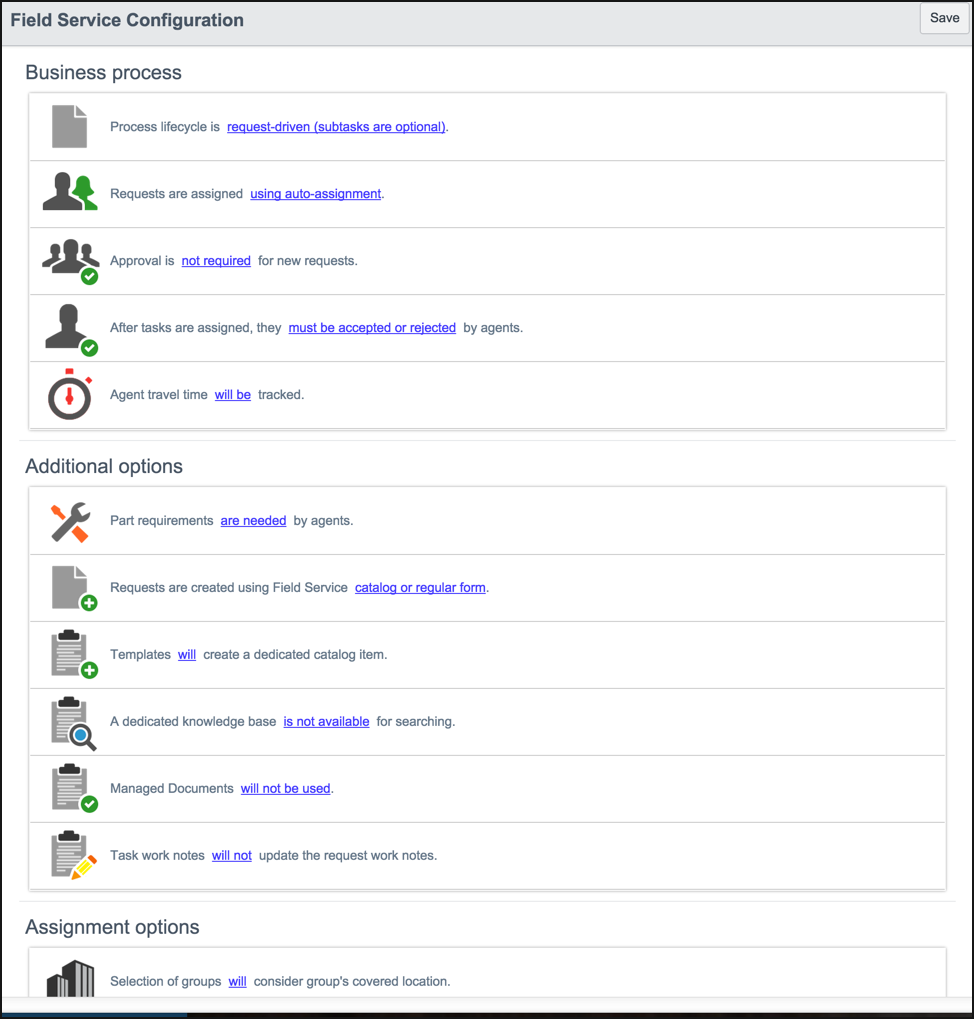 Field Service Configuration
Save
Business process
Process lifecycle is request-driven (subtasks are optional).
Requests are assigned using auto-assignment.
Approval is not required for new requests.
After tasks are assigned, they must be accepted or rejected by agents.
Agent travel time will be tracked.
Additional options
Part requirements are needed by agents.
Requests are created using Field Service catalog or regular form.
Templates will create a dedicated catalog item.
A dedicated knowledge base is not available for searching.
Managed Documents will not be used.
Task work notes will not update the request work notes.
Assignment options
Selection of groups will consider group's covered location.